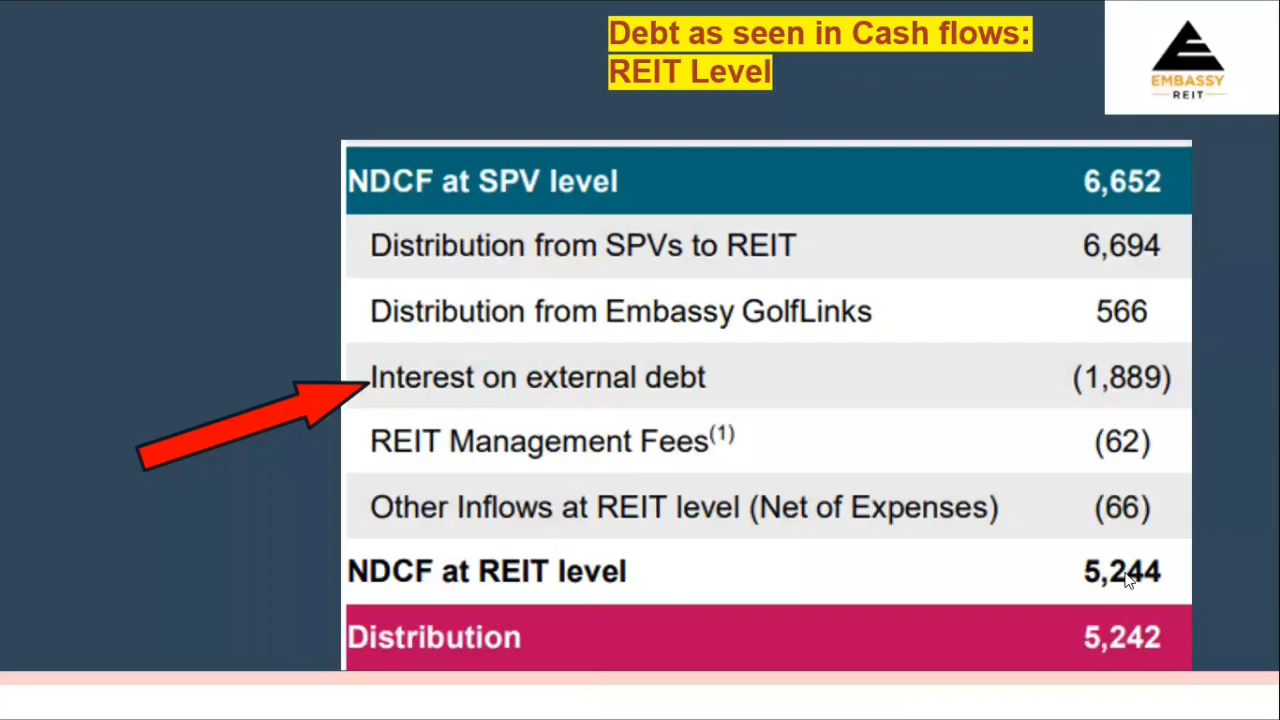 Debt as seen in Cash flows:
REIT Level
EMBASSY
REIT
NDCF at SPV level 6,652
Distribution from SPVs to REIT 6,694
Distribution from Embassy GolfLinks 566
Interest on external debt (1,889)
REIT Management Fees(1) (62)
Other Inflows at REIT level (Net of Expenses) (66)
NDCF at REIT level 5,244
Distribution 5,242